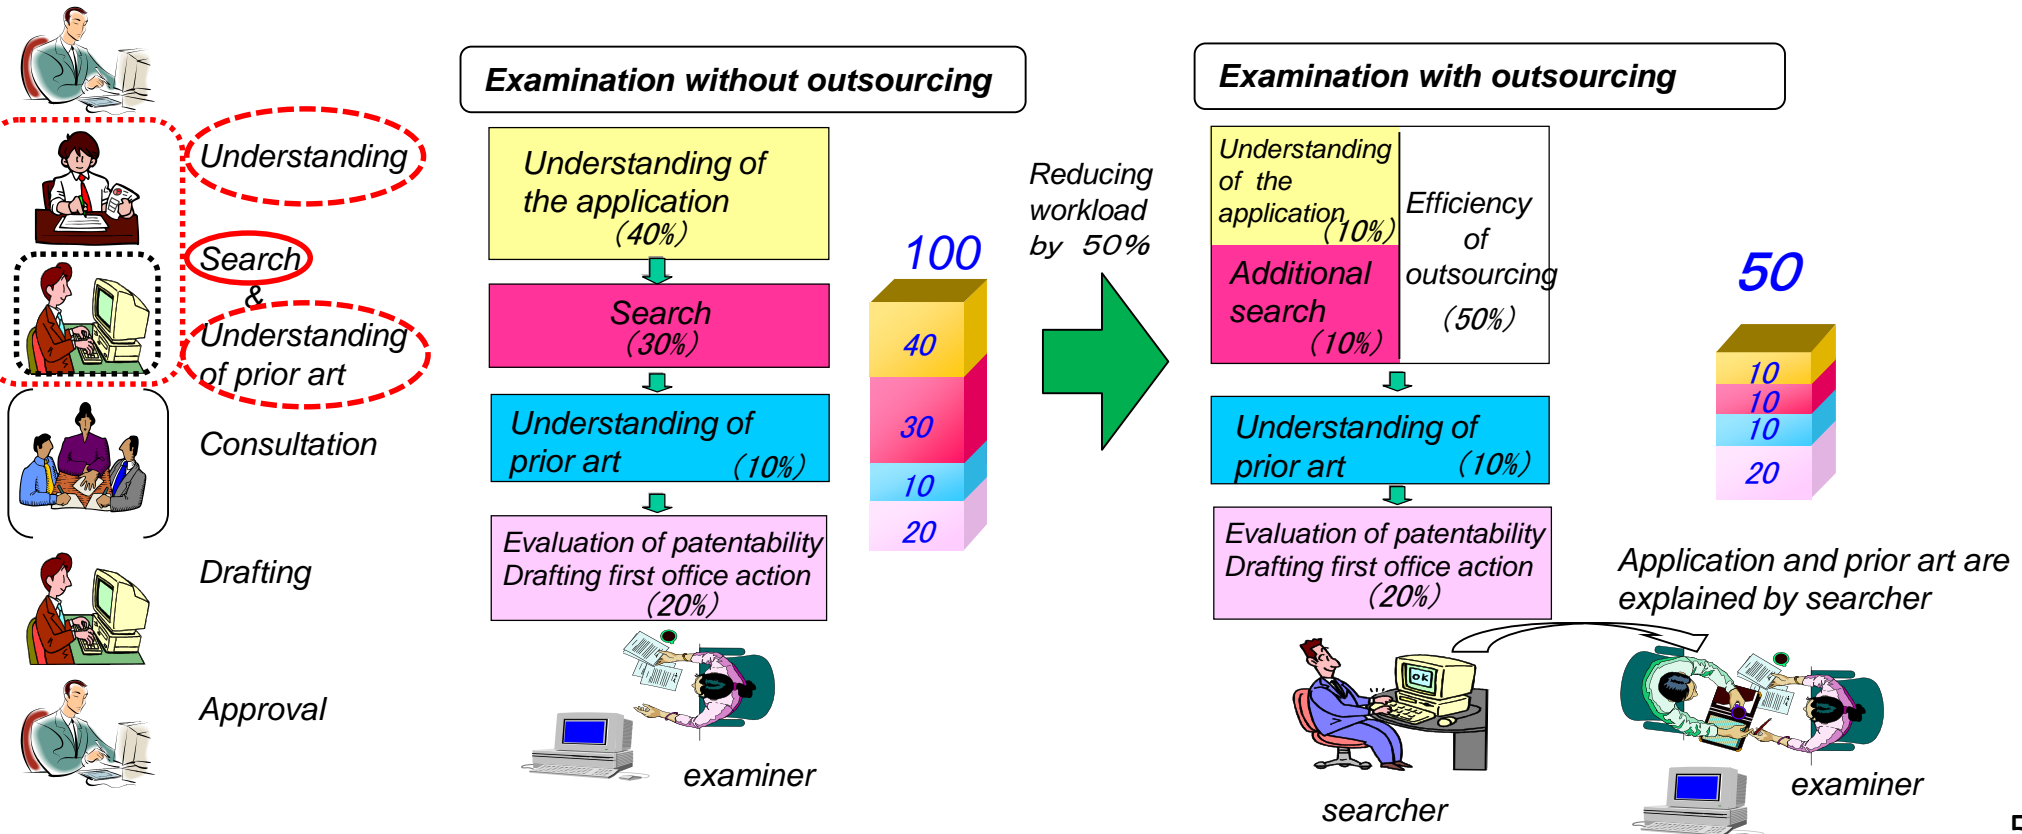 Understanding
Search
&
Understanding
of prior art
Consultation
Drafting
Approval
Examination without outsourcing
Understanding of
the application
(40%)
Search
(30%)
Understanding of
prior art (10%)
Evaluation of patentability
Drafting first office action
(20%)
examiner
100
40
30
10
20
Reducing
workload
by 50%
Examination with outsourcing
Understanding
of the
application
(10%)
Additional
search
(10%)
Efficiency
of
outsourcing
(50%)
Understanding of
prior art (10%)
Evaluation of patentability
Drafting first office action
(20%)
50
10
10
10
20
Application and prior art are
explained by searcher
OK
searcher
examiner